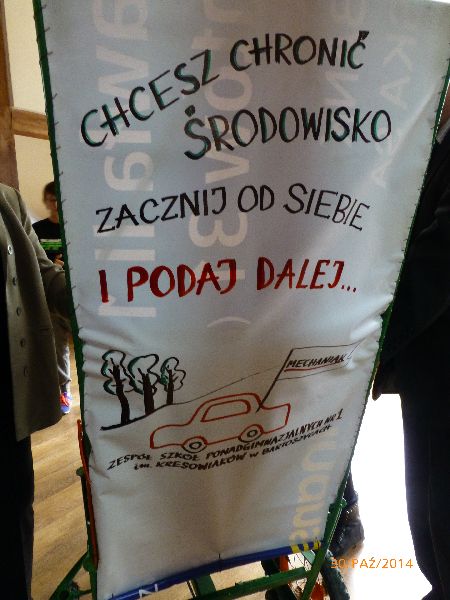 CHCESZ CHRONIĆ
ŚRODOWISKO
ZACZNIJ OD SIEBIE
I PODAJ DALEJ...
MECHANIAK
ZESPÓŁ SZKÓŁ PONADGIMNAZJALNYCH NR 1
im. KRESOWIAKÓW w BARTOSZYCACH
30/PAŹ/2014